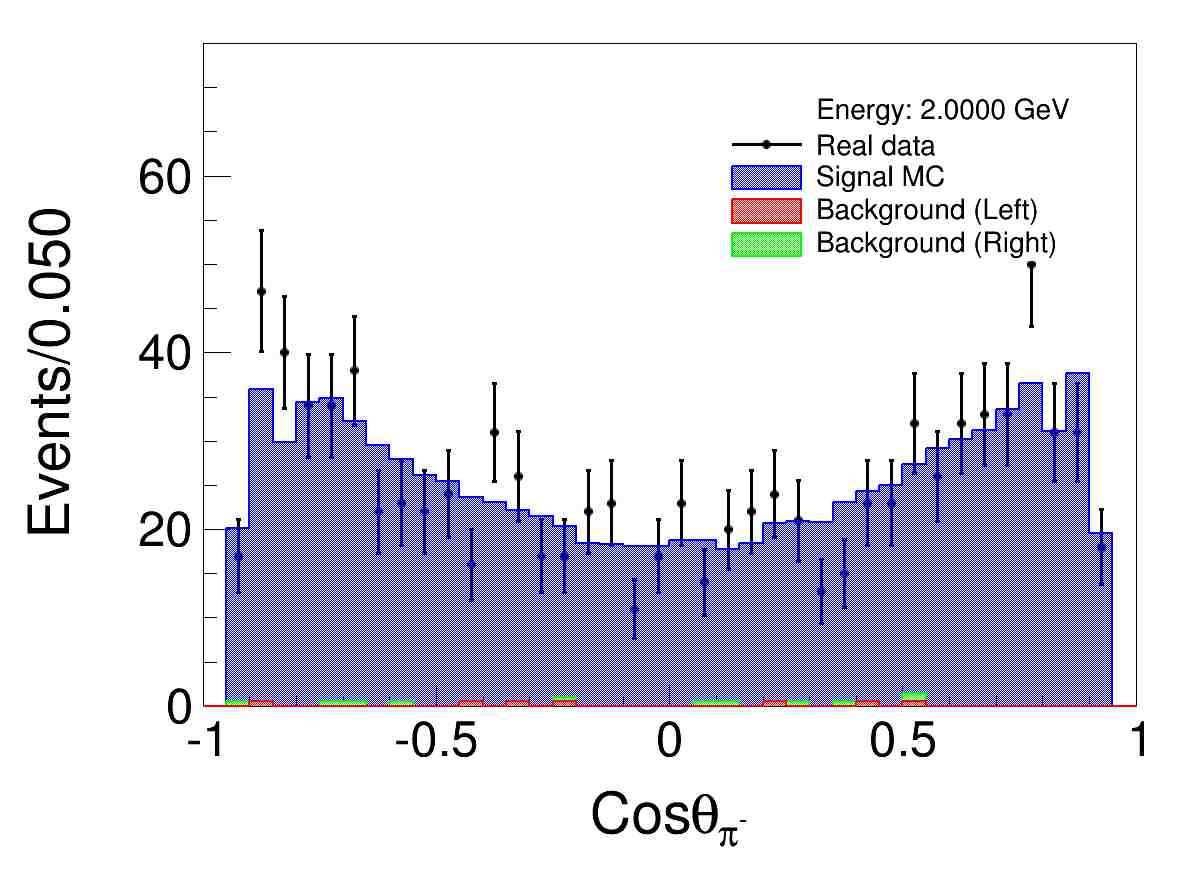 Energy: 2.0000 GeV
Real data
Signal MC
Background (Left)
Background (Right)
Events/0.050
60
40
20
0
-1
-0.5
0
0.5
1
Cosθπ-